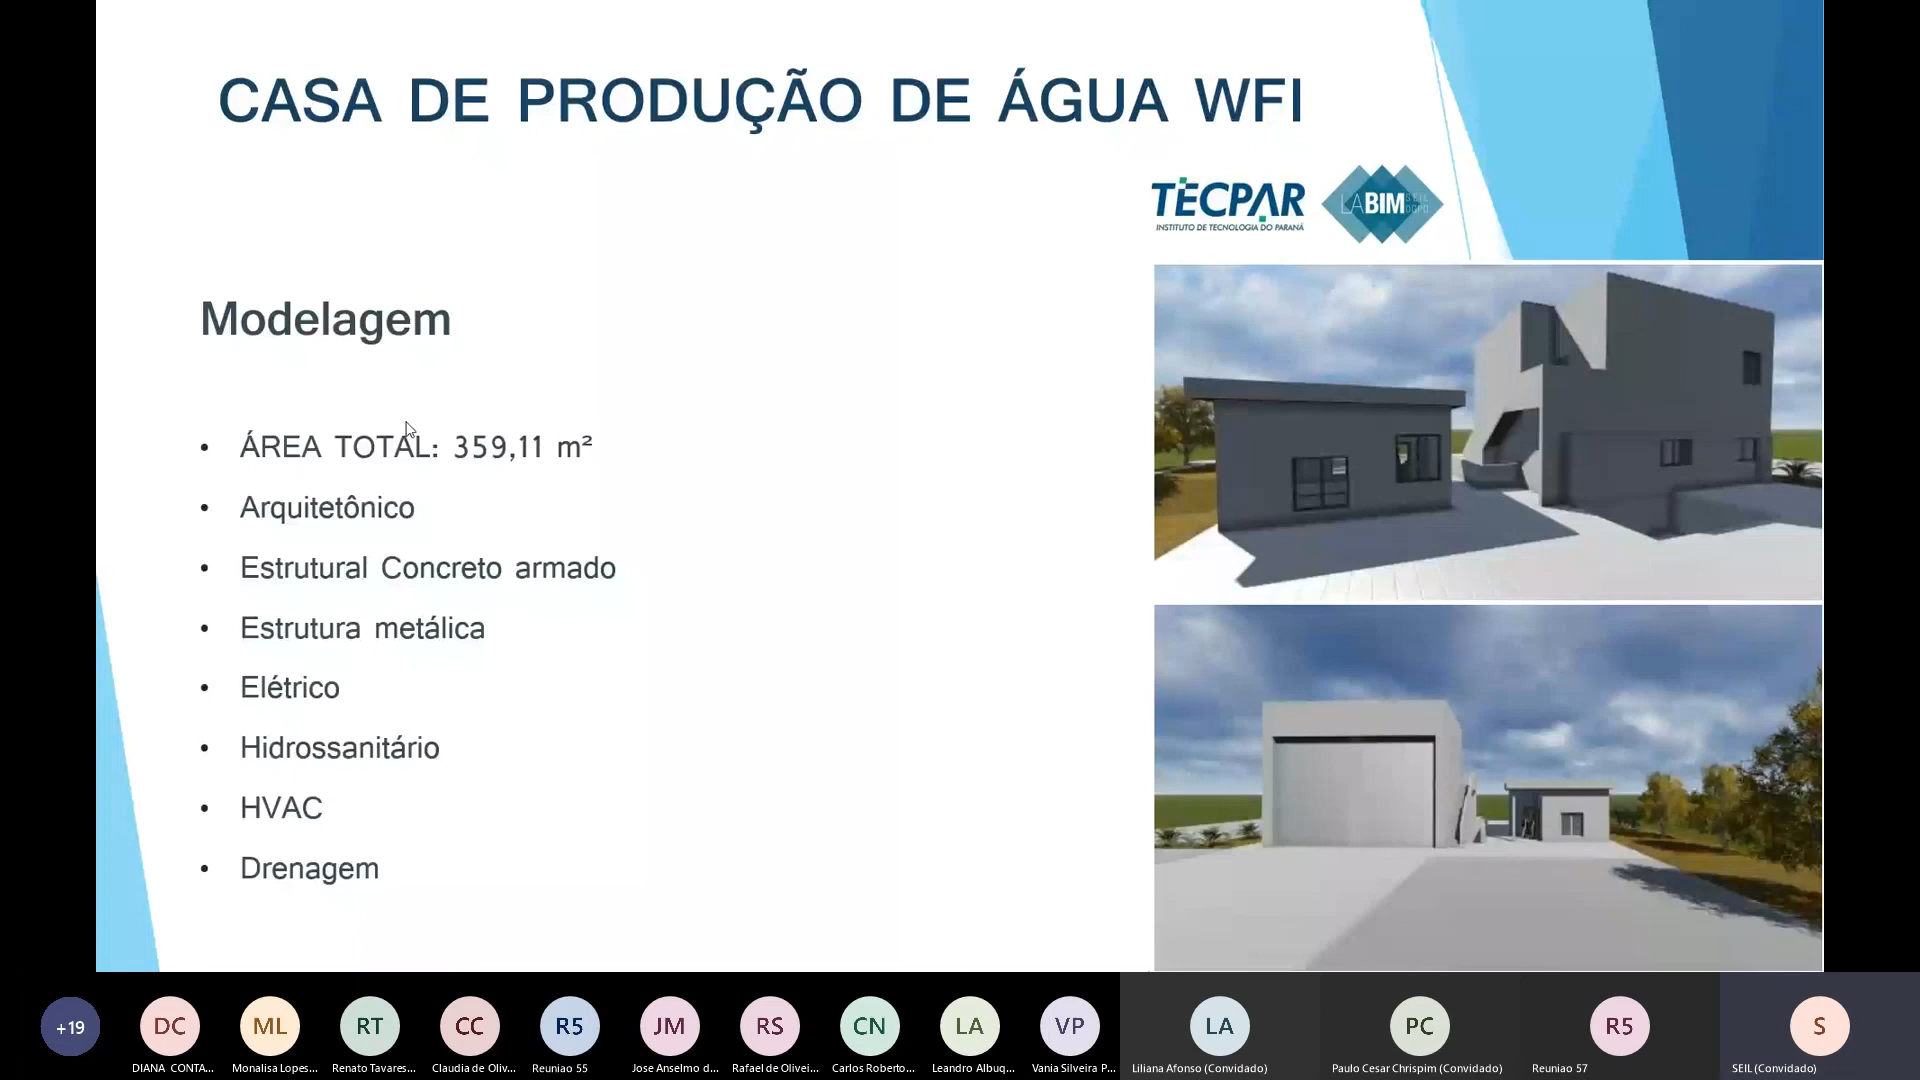 CASA DE PRODUÇÃO DE ÁGUA WFI
TECPAR
INSTITUTO DE TECNOLOGIA DO PARANÁ
LABIM SEIL
DGPO
Modelagem
• ÁREA TOTAL: 359,11 m²
• Arquitetônico
• Estrutural Concreto armado
• Estrutura metálica
• Elétrico
• Hidrossanitário
• HVAC
• Drenagem
+19
DC
ML
RT
CC
R5
JM
RS
CN
LA
VP
LA
PC
R5
S
DIANA CONTA...
Monalisa Lopes...
Renato Tavares...
Claudia de Oliv...
Reuniao 55
Jose Anselmo d...
Rafael de Olivei...
Carlos Roberto...
Leandro Albuq...
Vania Silveira P...
Liliana Afonso (Convidado)
Paulo Cesar Chrispim (Convidado)
Reuniao 57
SEIL (Convidado)